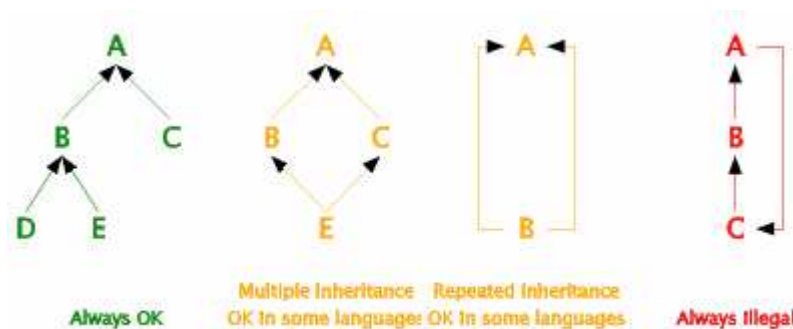 A A A A
B C B C B
D E E B C
Multiple Inheritance Repeated Inheritance
Always OK OK in some languages OK in some languages Always Illegal